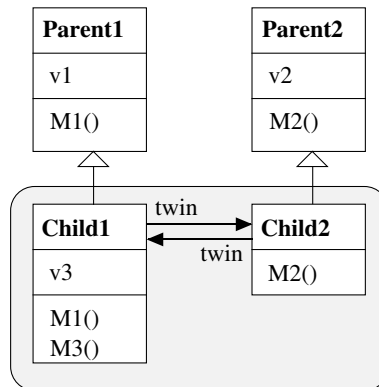 Parent1
v1
M1()
Parent2
v2
M2()
twin
twin
Child1
v3
M1()
M3()
Child2
M2()